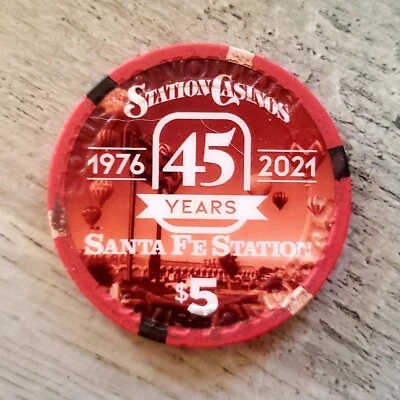 STATION CASINOS
1976 45 2021
YEARS
SANTA FE STATION
$5